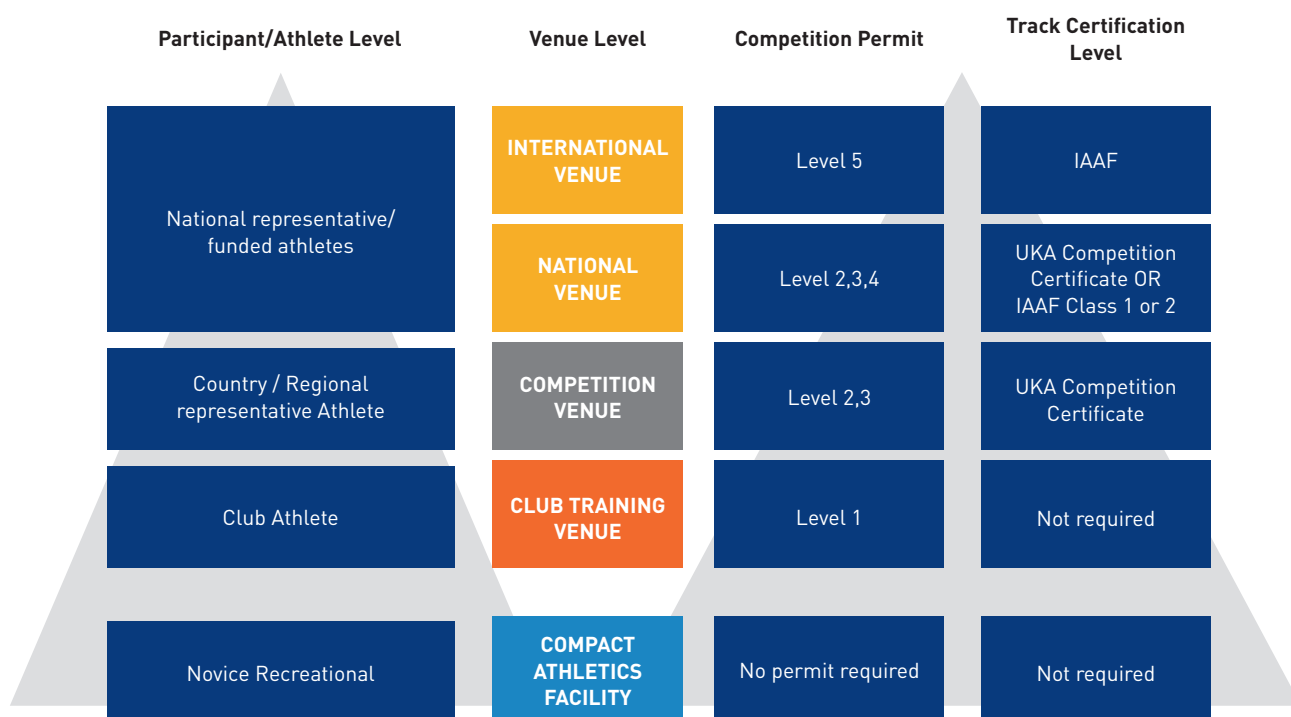 Participant/Athlete Level
Venue Level
Competition Permit
Track Certification
Level
National representative/
funded athletes
INTERNATIONAL
VENUE
Level 5
IAAF
NATIONAL
VENUE
Level 2,3,4
UKA Competition
Certificate OR
IAAF Class 1 or 2
Country / Regional
representative Athlete
COMPETITION
VENUE
Level 2,3
UKA Competition
Certificate
Club Athlete
CLUB TRAINING
VENUE
Level 1
Not required
Novice Recreational
COMPACT
ATHLETICS
FACILITY
No permit required
Not required